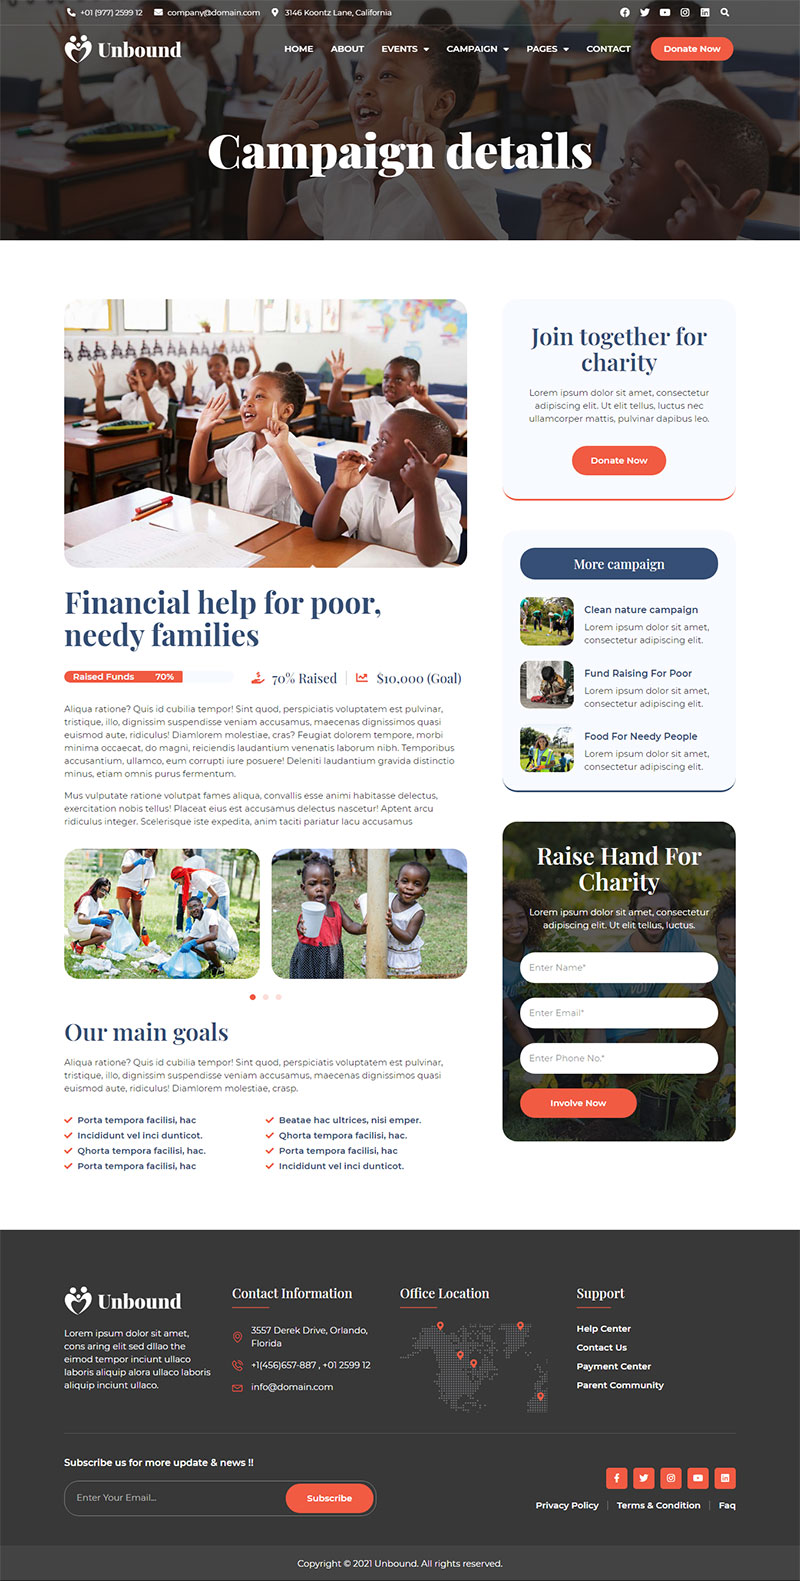 +01 (977) 2599 12 company@domain.com 3146 Koontz Lane, California
Unbound HOME ABOUT EVENTS CAMPAIGN PAGES CONTACT Donate Now
Campaign details
Financial help for poor,
needy families
Raised Funds 70% 70% Raised $10,000 (Goal)
Aliqua ratione? Quis id cubilia tempor! Sint quod, perspiciatis voluptatem est pulvinar,
tristique, illo, dignissim suspendisse veniam accusamus, maecenas dignissimos quasi
euismod aute, ridiculus! Diamlorem molestiae, cras? Feugiat dolorem tempore, morbi
minima occaecat, do magni, reiciendis laudantium venenatis laborum nibh. Temporibus
accusantium, ullamco, eum corrupti iure posuere! Deleniti laudantium gravida distinctio
minus, etiam omnis purus fermentum.
Mus vulputate ratione volutpat fames aliqua, convallis esse animi habitasse delectus,
exercitation nobis tellus! Placeat eius est accusamus delectus nascetur! Aptent arcu
ridiculus integer. Scelerisque iste expedita, anim taciti pariatur lacu accusamus
Our main goals
Aliqua ratione? Quis id cubilia tempor! Sint quod, perspiciatis voluptatem est pulvinar,
tristique, illo, dignissim suspendisse veniam accusamus, maecenas dignissimos quasi
euismod aute, ridiculus! Diamlorem molestiae, crasp.
Porta tempora facilisi, hac
Incididunt vel inci dunticot.
Qhorta tempora facilisi, hac.
Porta tempora facilisi, hac
Beatae hac ultrices, nisi emper.
Qhorta tempora facilisi, hac.
Porta tempora facilisi, hac
Incididunt vel inci dunticot.
Join together for
charity
Lorem ipsum dolor sit amet, consectetur
adipiscing elit. Ut elit tellus, luctus nec
ullamcorper mattis, pulvinar dapibus leo.
Donate Now
More campaign
Clean nature campaign
Lorem ipsum dolor sit amet,
consectetur adipiscing elit.
Fund Raising For Poor
Lorem ipsum dolor sit amet,
consectetur adipiscing elit.
Food For Needy People
Lorem ipsum dolor sit amet,
consectetur adipiscing elit.
Raise Hand For
Charity
Lorem ipsum dolor sit amet, consectetur
adipiscing elit. Ut elit tellus, luctus.
Enter Name*
Enter Email*
Enter Phone No.*
Involve Now
Unbound
Lorem ipsum dolor sit amet,
cons aring elit sed dllao the
eimod tempor inciunt ullaco
laboris aliquip alora ullaco laboris
aliquip inciunt ullaco.
Contact Information
3557 Derek Drive, Orlando,
Florida
+1(456)657-887 , +01 2599 12
info@domain.com
Office Location
Support
Help Center
Contact Us
Payment Center
Parent Community
Subscribe us for more update & news !!
Enter Your Email... Subscribe
Privacy Policy | Terms & Condition | Faq
Copyright © 2021 Unbound. All rights reserved.